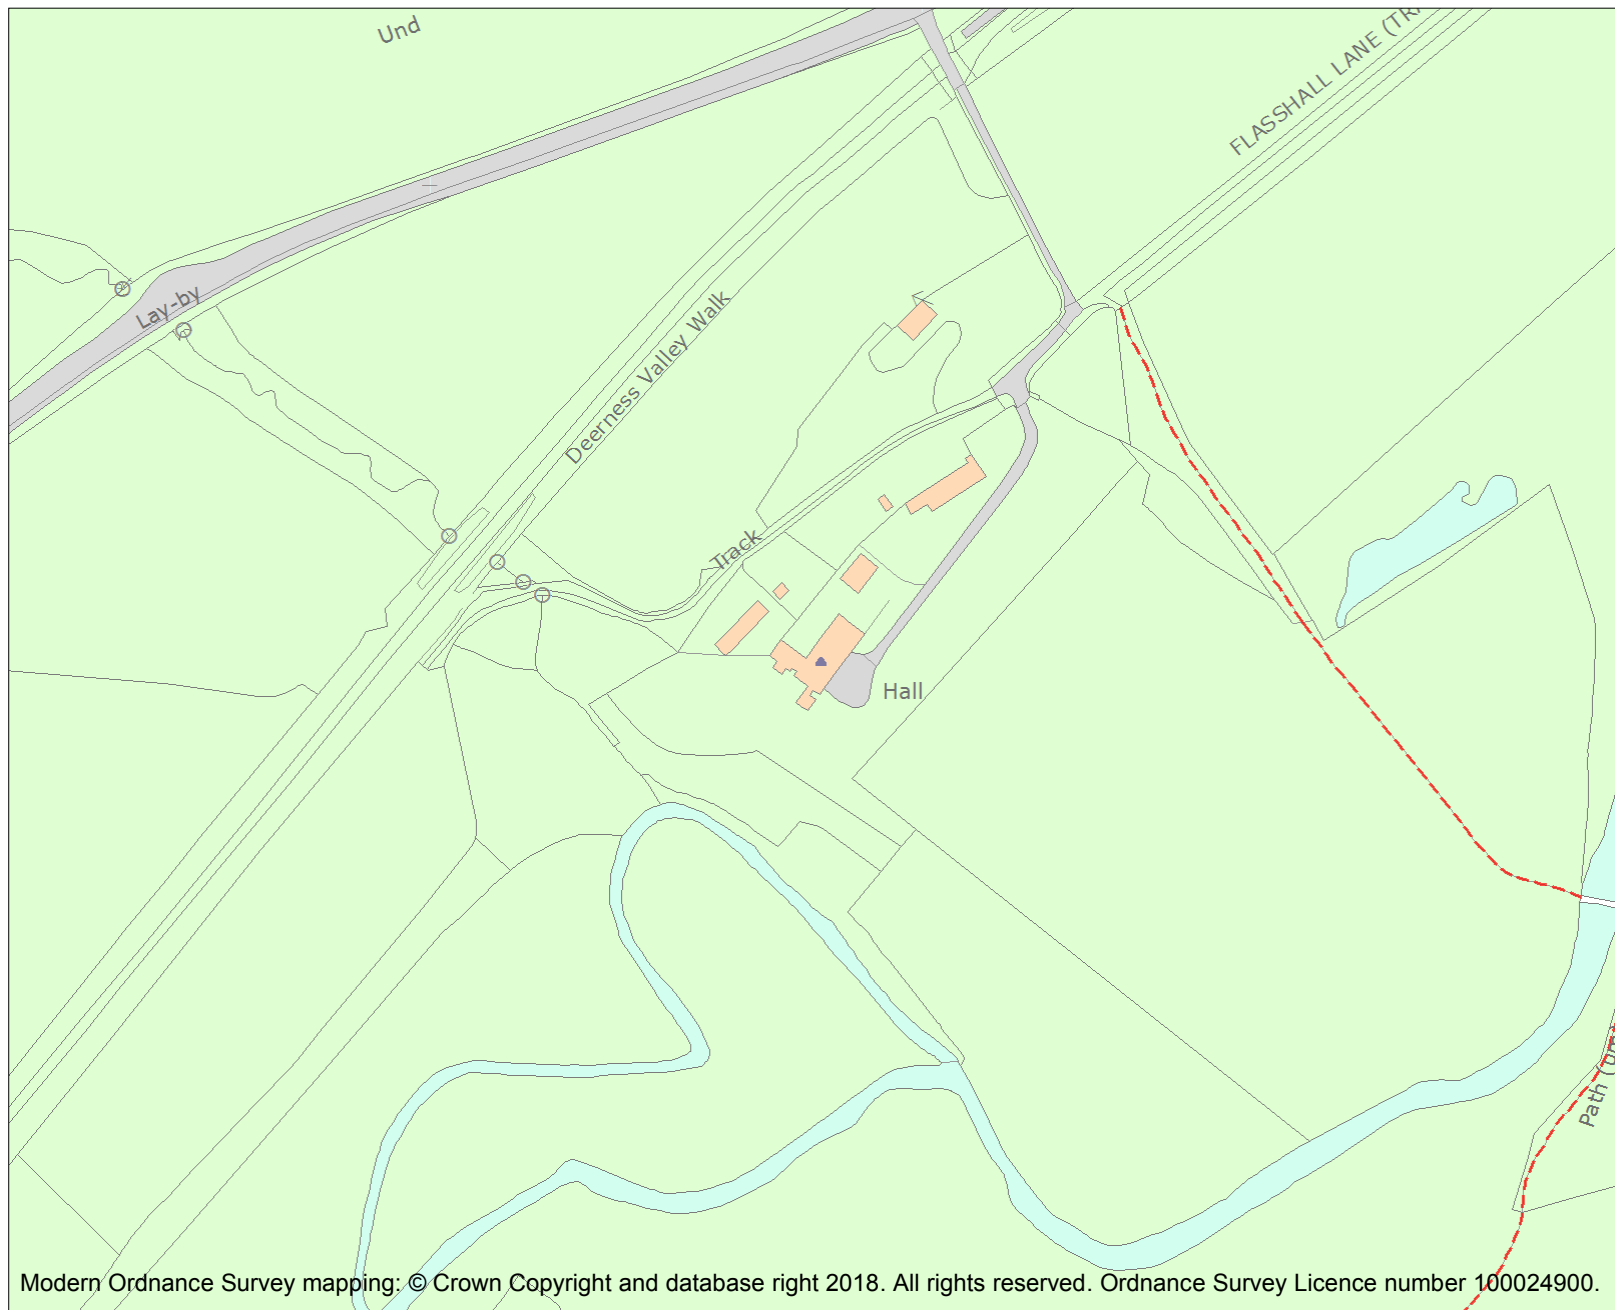 Und
FLASSHALL LANE
Lay-by
Deerness Valley Walk
Track
Hall
Path
Modern Ordnance Survey mapping: © Crown Copyright and database right 2018. All rights reserved. Ordnance Survey Licence number 100024900.